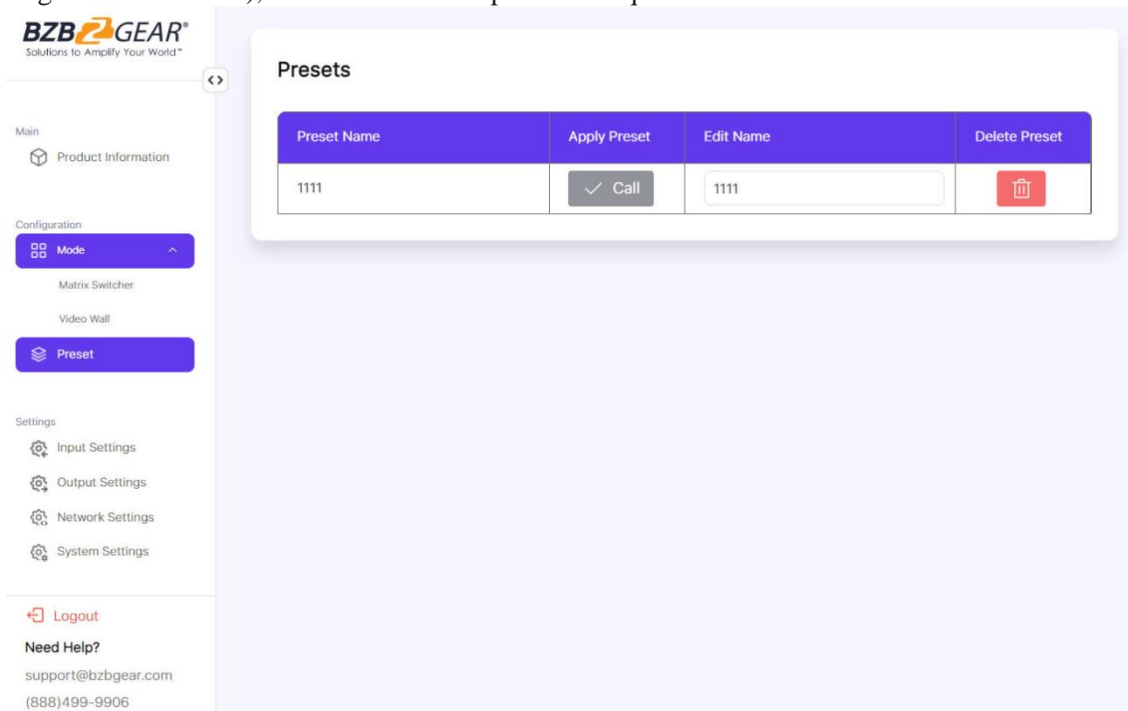 BZBGEAR®
Solutions to Amplify Your World™
Main
Product Information
Configuration
Mode
Matrix Switcher
Video Wall
Preset
Settings
Input Settings
Output Settings
Network Settings
System Settings
Logout
Need Help?
support@bzbgear.com
(888)499-9906
Presets
Preset Name Apply Preset Edit Name Delete Preset
1111 Call 1111